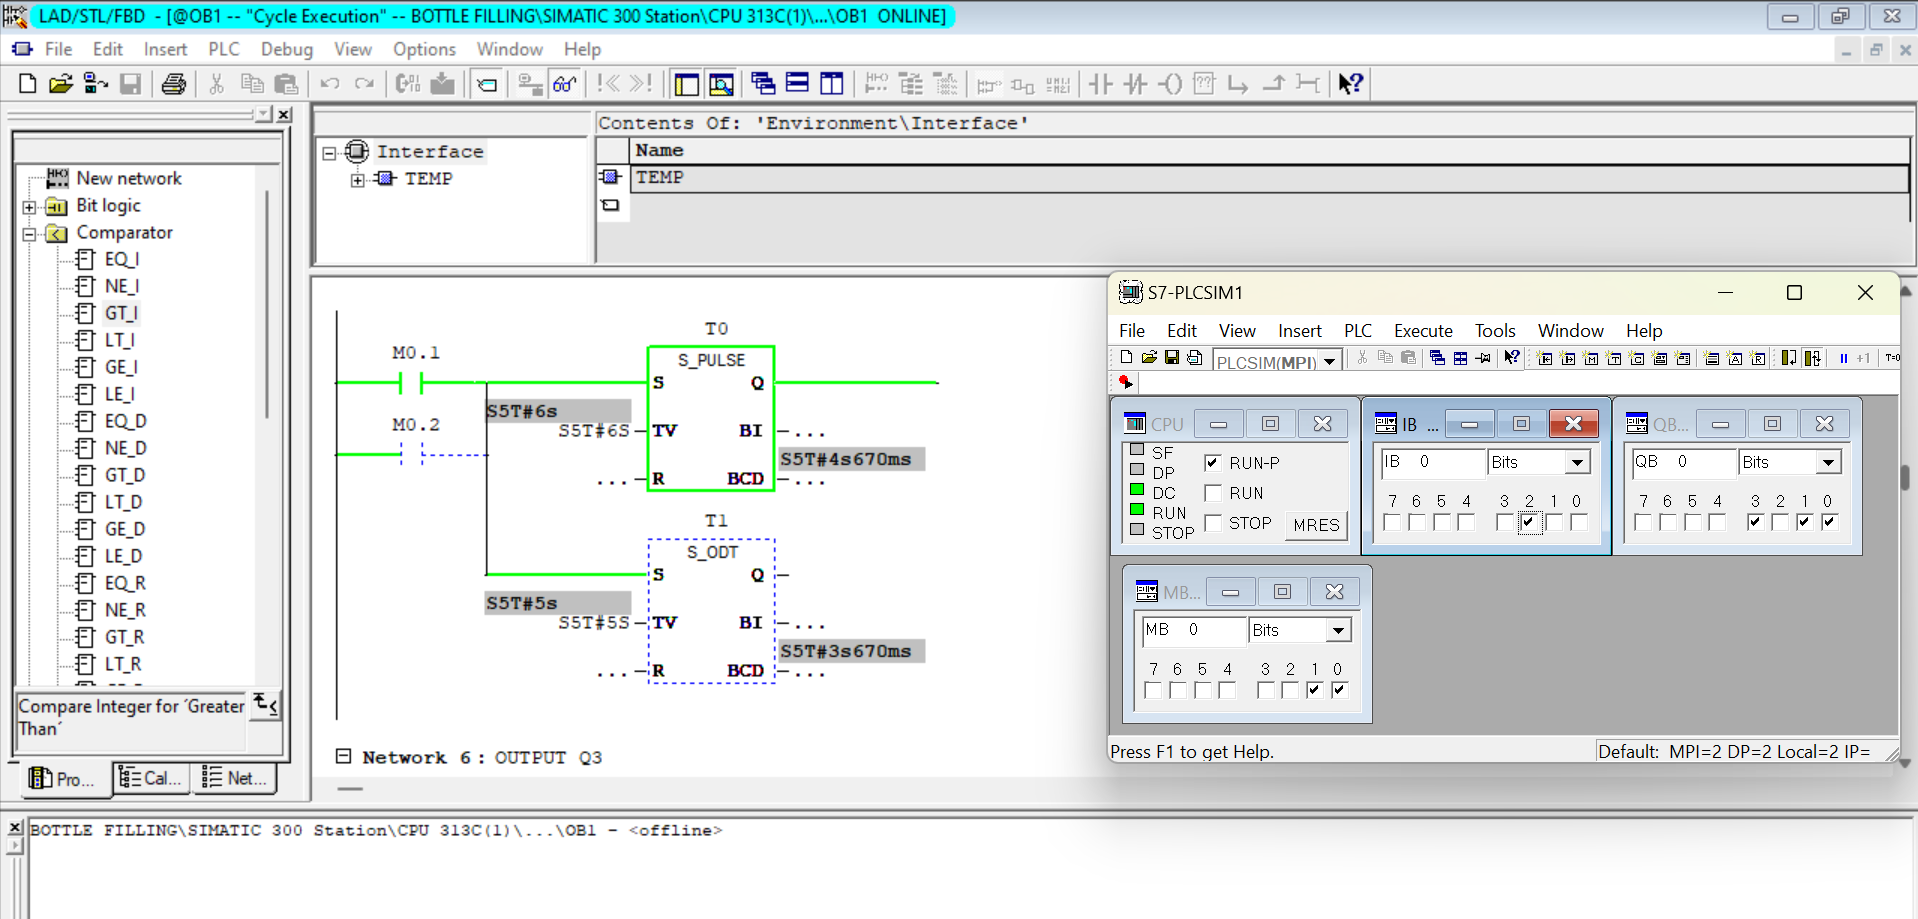 LAD/STL/FBD - [@OB1 -- "Cycle Execution" -- BOTTLE FILLING\SIMATIC 300 Station\CPU 313C(1)\...\OB1 ONLINE]
File Edit Insert PLC Debug View Options Window Help
Contents Of: 'Environment\Interface'
Interface
TEMP
Name
TEMP
New network
Bit logic
Comparator
EQ_I
NE_I
GT_I
LT_I
GE_I
LE_I
EQ_D
NE_D
GT_D
LT_D
GE_D
LE_D
EQ_R
NE_R
GT_R
LT_R
Compare Integer for ´Greater
Than´
Pro... Cal... Net...
T0
M0.1
S_PULSE
S Q
M0.2
S5T#6s
S5T#6S TV BI ...
S5T#4s670ms
... R BCD ...
T1
S_ODT
S Q
S5T#5s
S5T#5S TV BI ...
S5T#3s670ms
... R BCD ...
Network 6 : OUTPUT Q3
S7-PLCSIM1
File Edit View Insert PLC Execute Tools Window Help
PLCSIM(MPI)
+1 T=0
CPU
SF
DP
DC
RUN
STOP
RUN-P
RUN
STOP MRES
IB ...
IB 0 Bits
7 6 5 4 3 2 1 0
QB...
QB 0 Bits
7 6 5 4 3 2 1 0
MB...
MB 0 Bits
7 6 5 4 3 2 1 0
Press F1 to get Help.
Default: MPI=2 DP=2 Local=2 IP=
BOTTLE FILLING\SIMATIC 300 Station\CPU 313C(1)\...\OB1 - <offline>